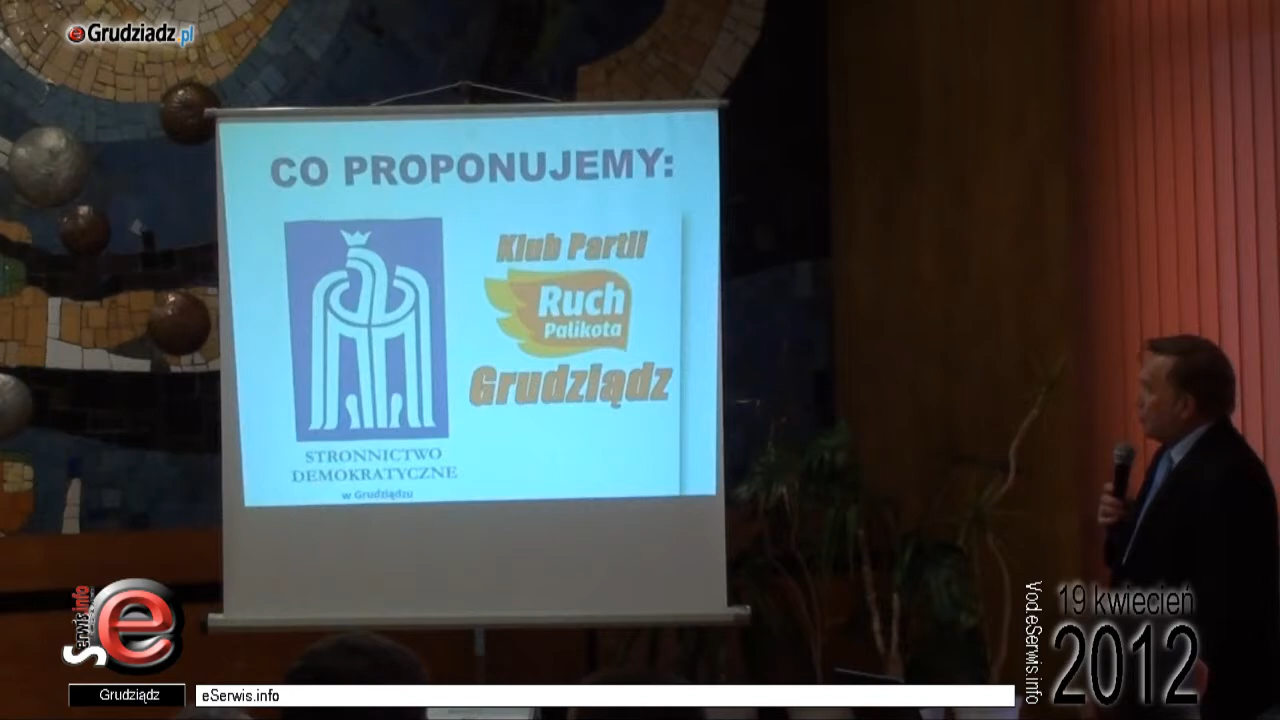 eGrudziadz.pl
CO PROPONUJEMY:
Klub Partii
Ruch
Palikota
Grudziądz
STRONNICTWO
DEMOKRATYCZNE
w Grudziądzu
Serwis.info
e
Grudziądz
eSerwis.info
Vod.eSerwis.info
19 kwiecień
2012